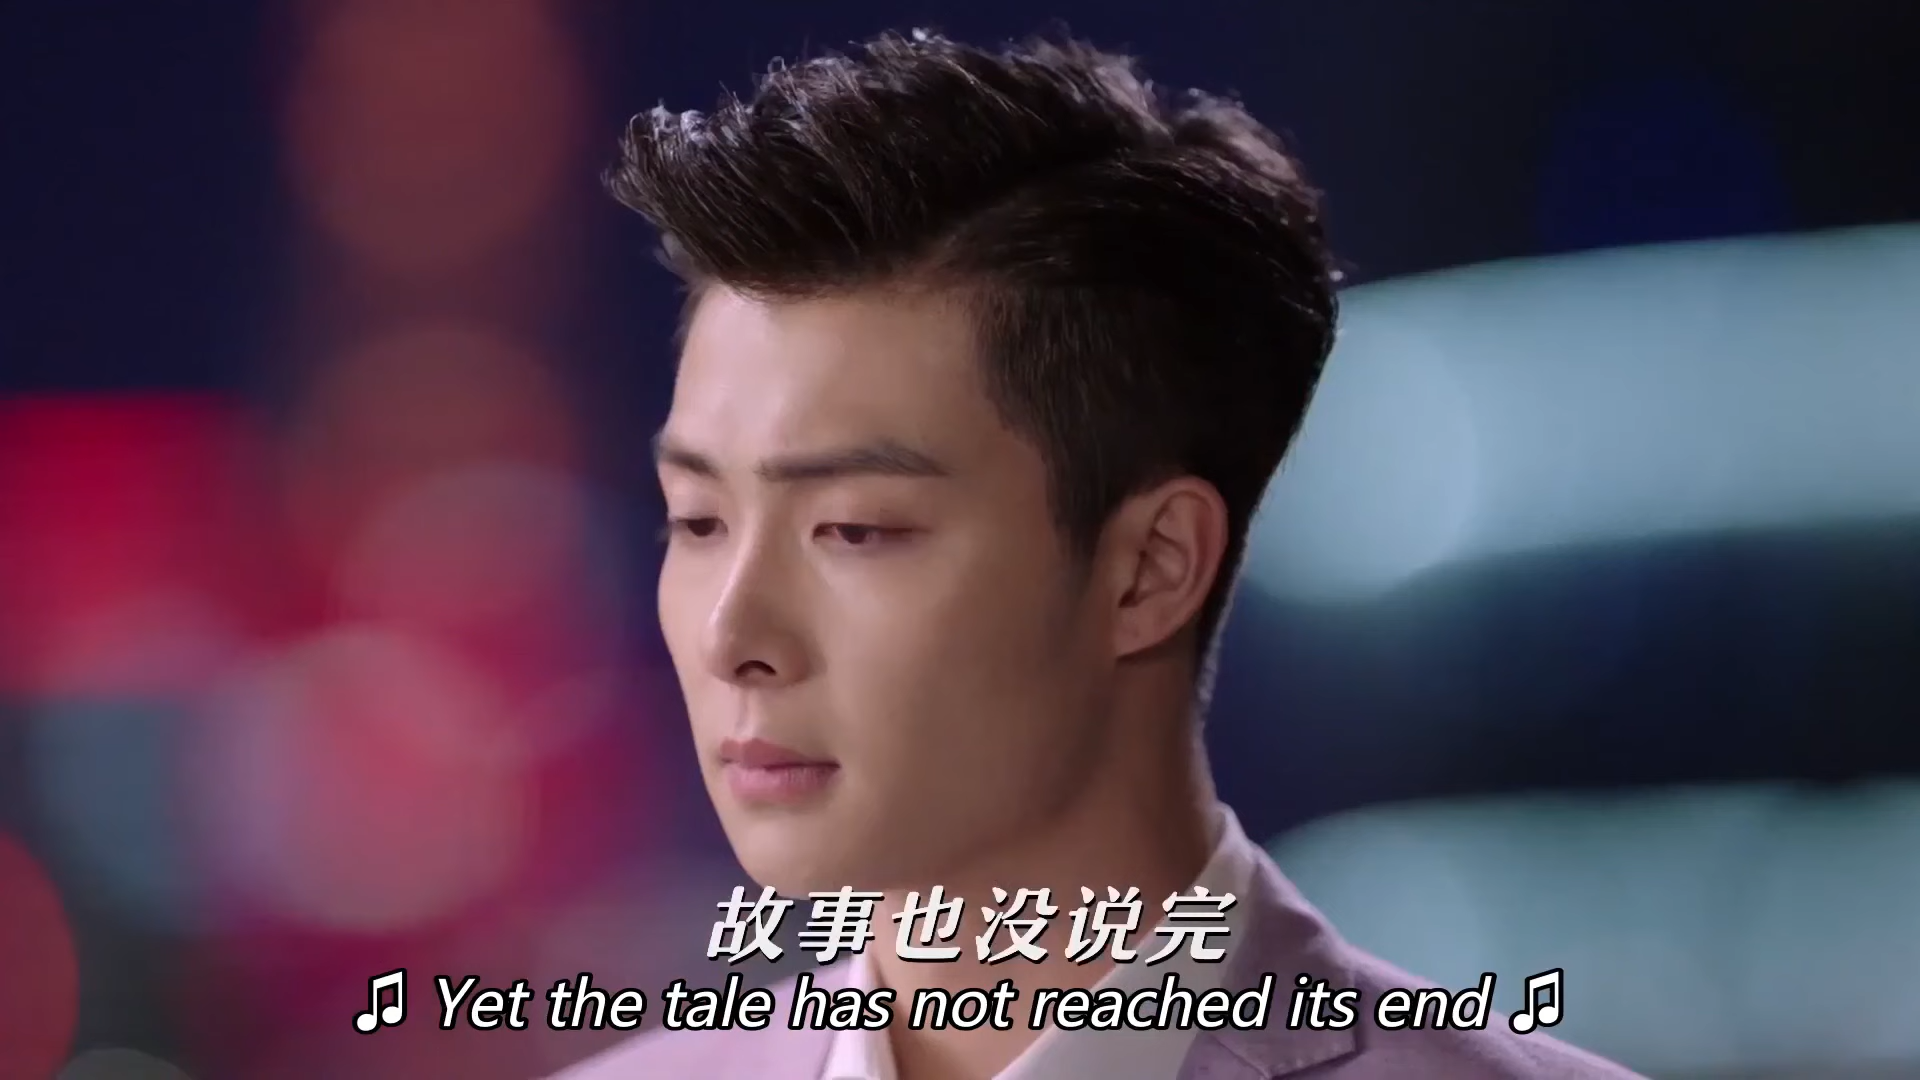 故事也没说完
♫ Yet the tale has not reached its end ♫